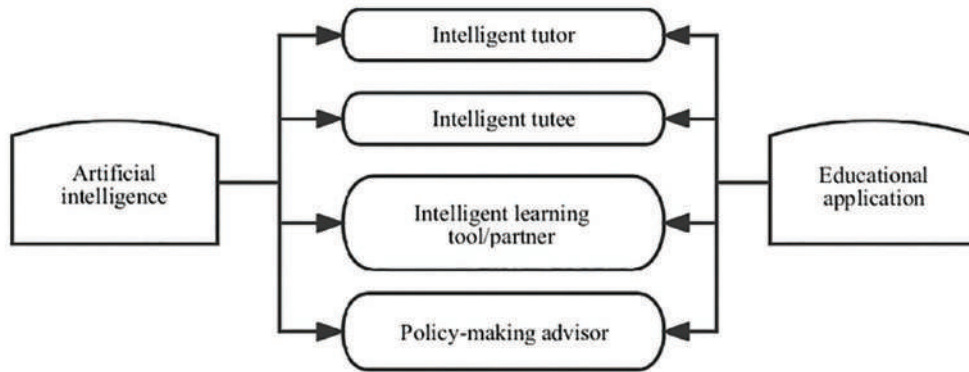 Intelligent tutor
Intelligent tutee
Artificial
intelligence
Educational
application
Intelligent learning
tool/partner
Policy-making advisor